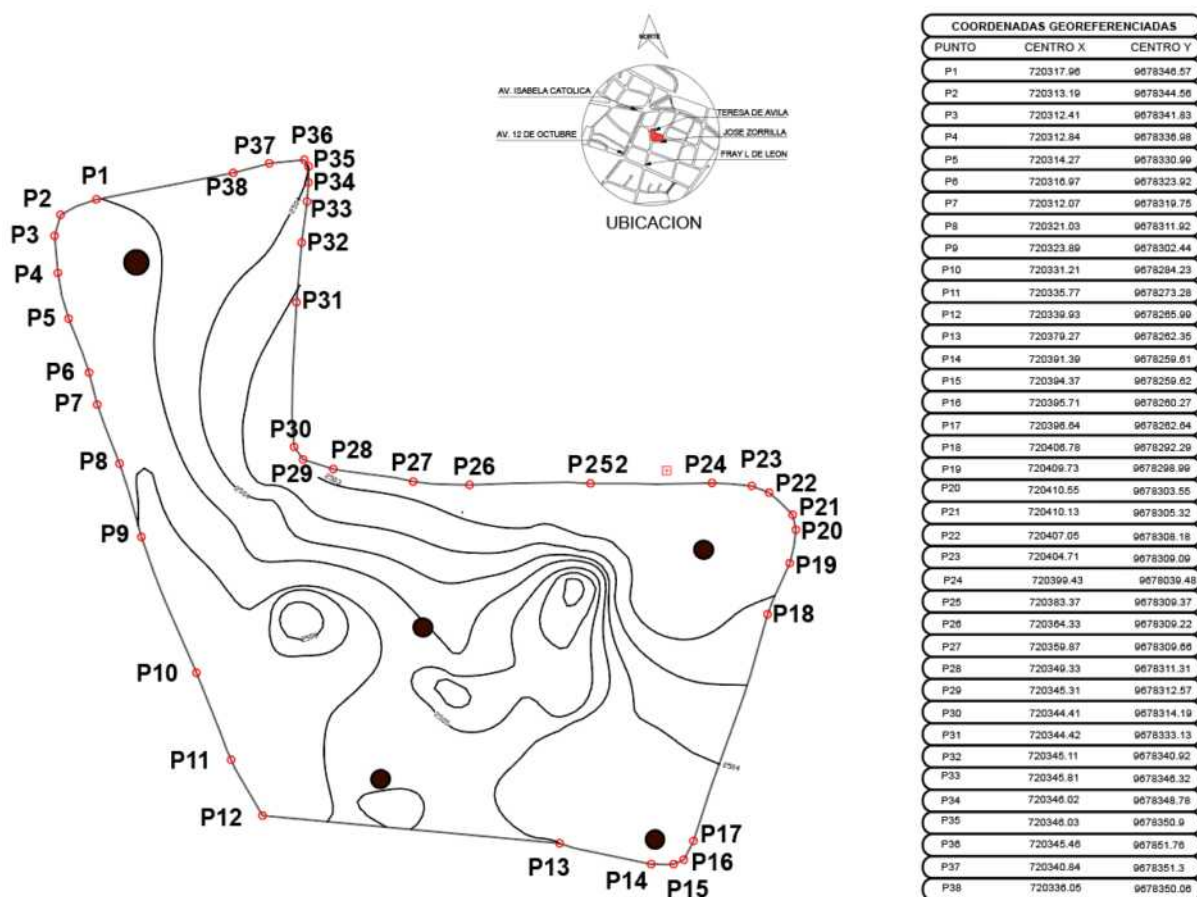 NORTE
AV. ISABELA CATOLICA
TERESA DE AVILA
AV. 12 DE OCTUBRE
JOSE ZORRILLA
FRAY L DE LEON
UBICACION
P36
P37
P35
P38
P34
P1
P33
P2
P3
P32
P4
P31
P5
P6
P7
P30
P28
P8
P29
P27
P26
P252
P24
P23
P22
P21
P9
P20
P19
P18
P10
P11
P12
P17
P13
P16
P14
P15
COORDENADAS GEOREFERENCIADAS
PUNTO CENTRO X CENTRO Y
P1 720317.96 9678346.57
P2 720313.19 9678344.56
P3 720312.41 9678341.83
P4 720312.84 9678336.98
P5 720314.27 9678330.99
P6 720316.97 9678323.92
P7 720312.07 9678319.75
P8 720321.03 9678311.92
P9 720323.89 9678302.44
P10 720331.21 9678284.23
P11 720335.77 9678273.28
P12 720339.93 9678265.99
P13 720379.27 9678262.35
P14 720391.39 9678259.61
P15 720394.37 9678259.62
P16 720395.71 9678260.27
P17 720396.64 9678262.64
P18 720406.78 9678292.29
P19 720409.73 9678298.99
P20 720410.55 9678303.55
P21 720410.13 9678305.32
P22 720407.05 9678308.18
P23 720404.71 9678309.09
P24 720399.43 9678039.48
P25 720383.37 9678309.37
P26 720364.33 9678309.22
P27 720359.87 9678309.66
P28 720349.33 9678311.31
P29 720345.31 9678312.57
P30 720344.41 9678314.19
P31 720344.42 9678333.13
P32 720345.11 9678340.92
P33 720345.81 9678346.32
P34 720346.02 9678348.78
P35 720346.03 9678350.9
P36 720345.46 967851.76
P37 720340.84 9678351.3
P38 720336.05 9678350.06